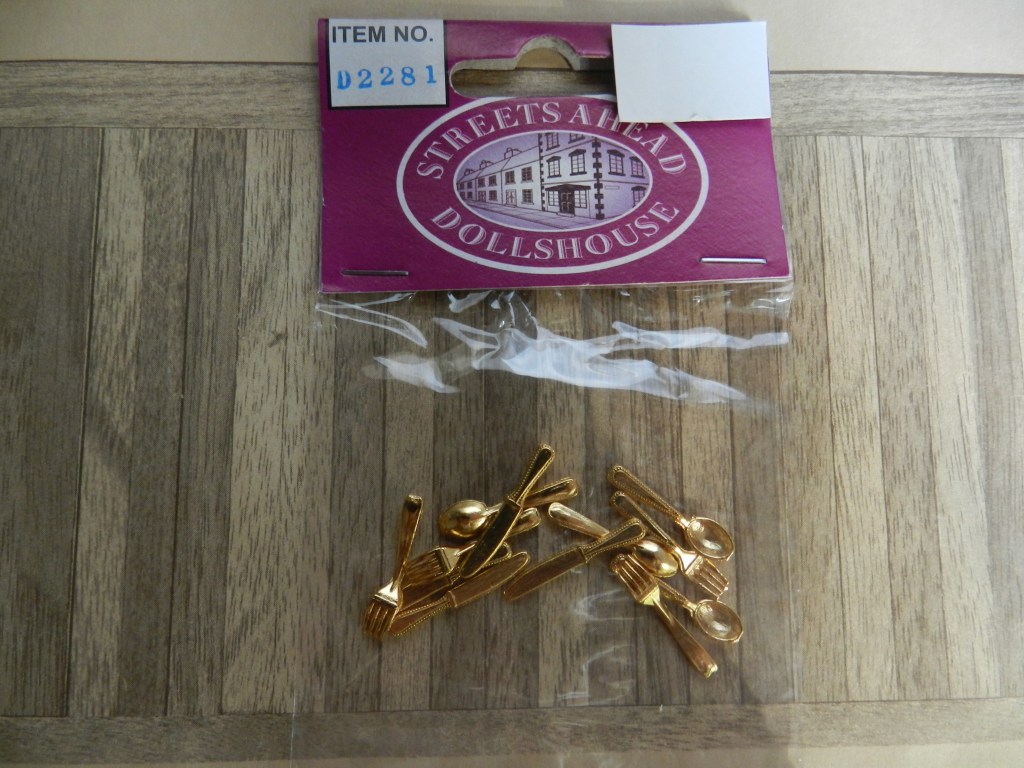 ITEM NO.
D2281
STREETS AHEAD
DOLLSHOUSE